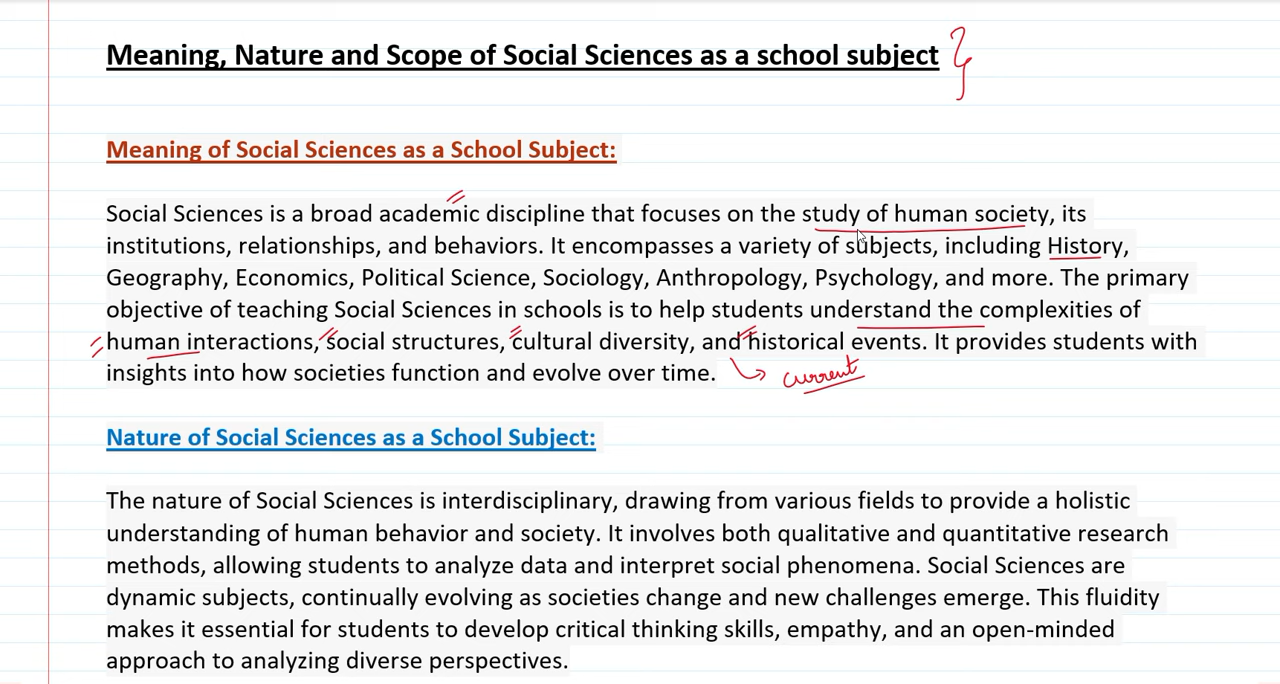 Meaning, Nature and Scope of Social Sciences as a school subject
Meaning of Social Sciences as a School Subject:
Social Sciences is a broad academic discipline that focuses on the study of human society, its
institutions, relationships, and behaviors. It encompasses a variety of subjects, including History,
Geography, Economics, Political Science, Sociology, Anthropology, Psychology, and more. The primary
objective of teaching Social Sciences in schools is to help students understand the complexities of
human interactions, social structures, cultural diversity, and historical events. It provides students with
insights into how societies function and evolve over time.
current
Nature of Social Sciences as a School Subject:
The nature of Social Sciences is interdisciplinary, drawing from various fields to provide a holistic
understanding of human behavior and society. It involves both qualitative and quantitative research
methods, allowing students to analyze data and interpret social phenomena. Social Sciences are
dynamic subjects, continually evolving as societies change and new challenges emerge. This fluidity
makes it essential for students to develop critical thinking skills, empathy, and an open-minded
approach to analyzing diverse perspectives.